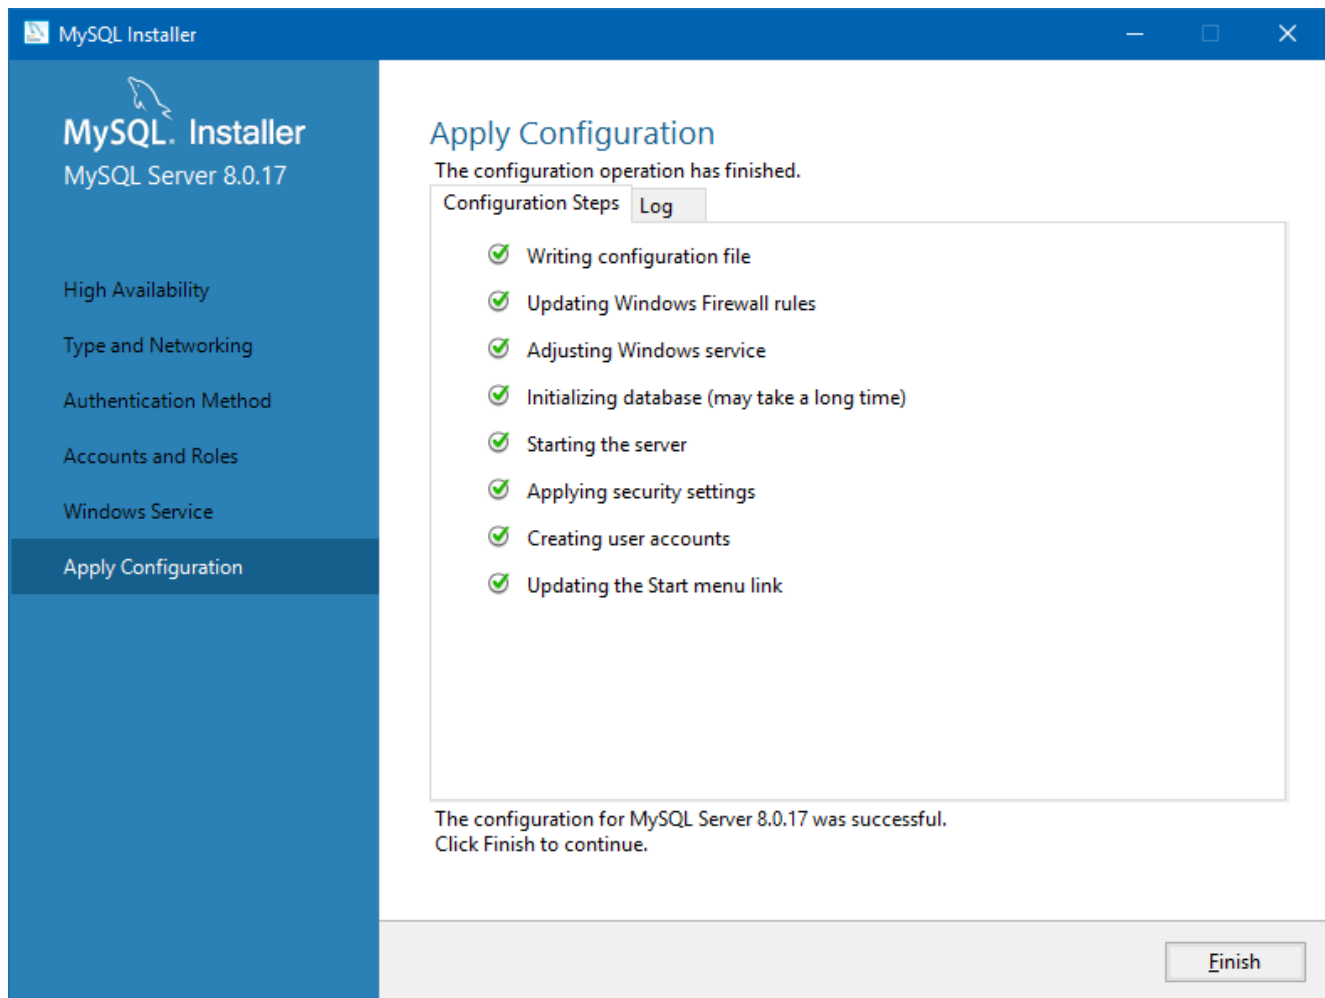 MySQL Installer
MySQL. Installer
MySQL Server 8.0.17
High Availability
Type and Networking
Authentication Method
Accounts and Roles
Windows Service
Apply Configuration
Apply Configuration
The configuration operation has finished.
Configuration Steps
Log
Writing configuration file
Updating Windows Firewall rules
Adjusting Windows service
Initializing database (may take a long time)
Starting the server
Applying security settings
Creating user accounts
Updating the Start menu link
The configuration for MySQL Server 8.0.17 was successful.
Click Finish to continue.
Finish